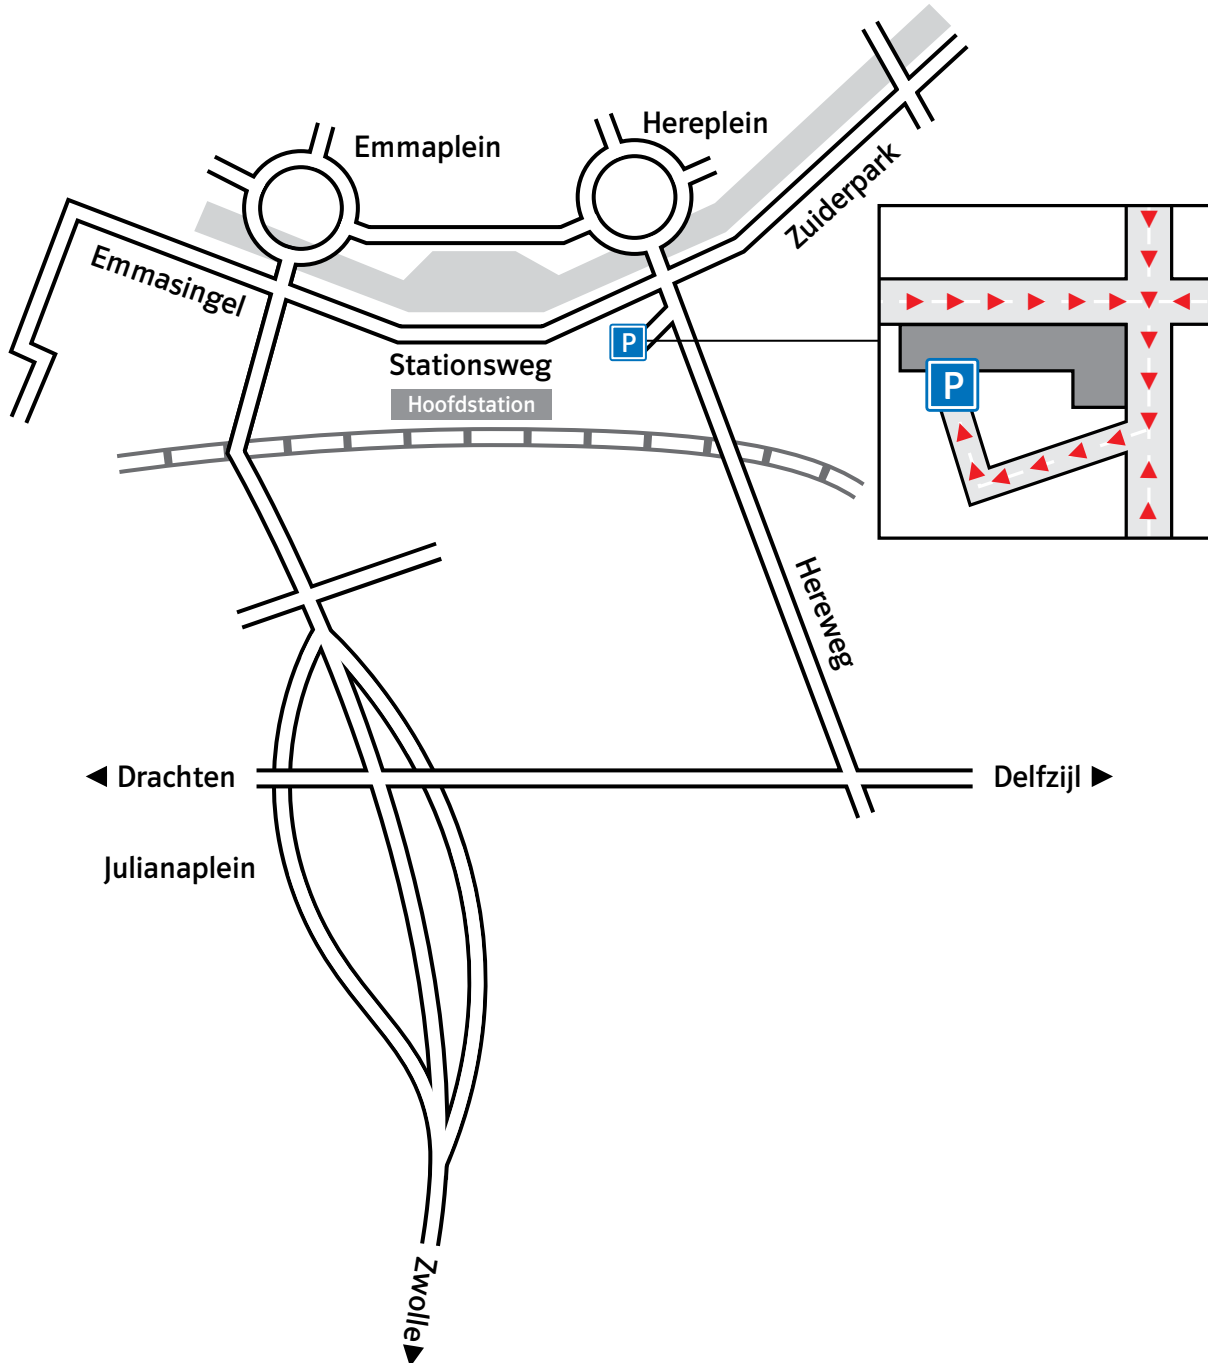 Hereplein
Emmaplein
Zuiderpark
Emmasingel
P
Stationsweg
P
Hoofdstation
Hereweg
Drachten
Delfzijl
Julianaplein
Zwolle